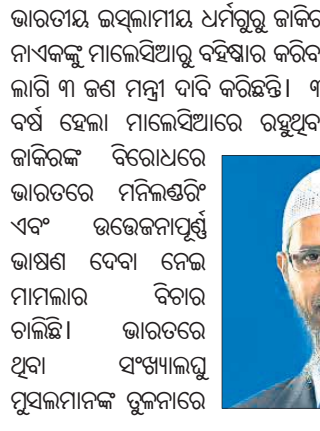 ଭାରତୀୟ ଇସ୍‌ଲାମୀୟ ଧର୍ମଗୁରୁ ଜାକିର
ନାଏକଙ୍କୁ ମାଲେସିଆରୁ ବହିଷ୍କାର କରିବ
ଲାଗି ୩ ଜଣ ମନ୍ତ୍ରୀ ଦାବି କରିଛନ୍ତି। ୩
ବର୍ଷ ହେଲା ମାଲେସିଆରେ ରହୁଥିବ
ଜାକିରଙ୍କ ବିରୋଧରେ
ଭାରତରେ ମନିଲଣ୍ଡରିଂ
ଏବଂ ଉତ୍ତେଜନାପୂର୍ଣ୍ଣ
ଭାଷଣ ଦେବା ନେଇ
ମାମଲାର ବିଚାର
ଚାଲିଛି। ଭାରତରେ
ଥିବା ସଂଖ୍ୟାଲଘୁ
ମୁସଲମାନଙ୍କ ତୁଳନାରେ